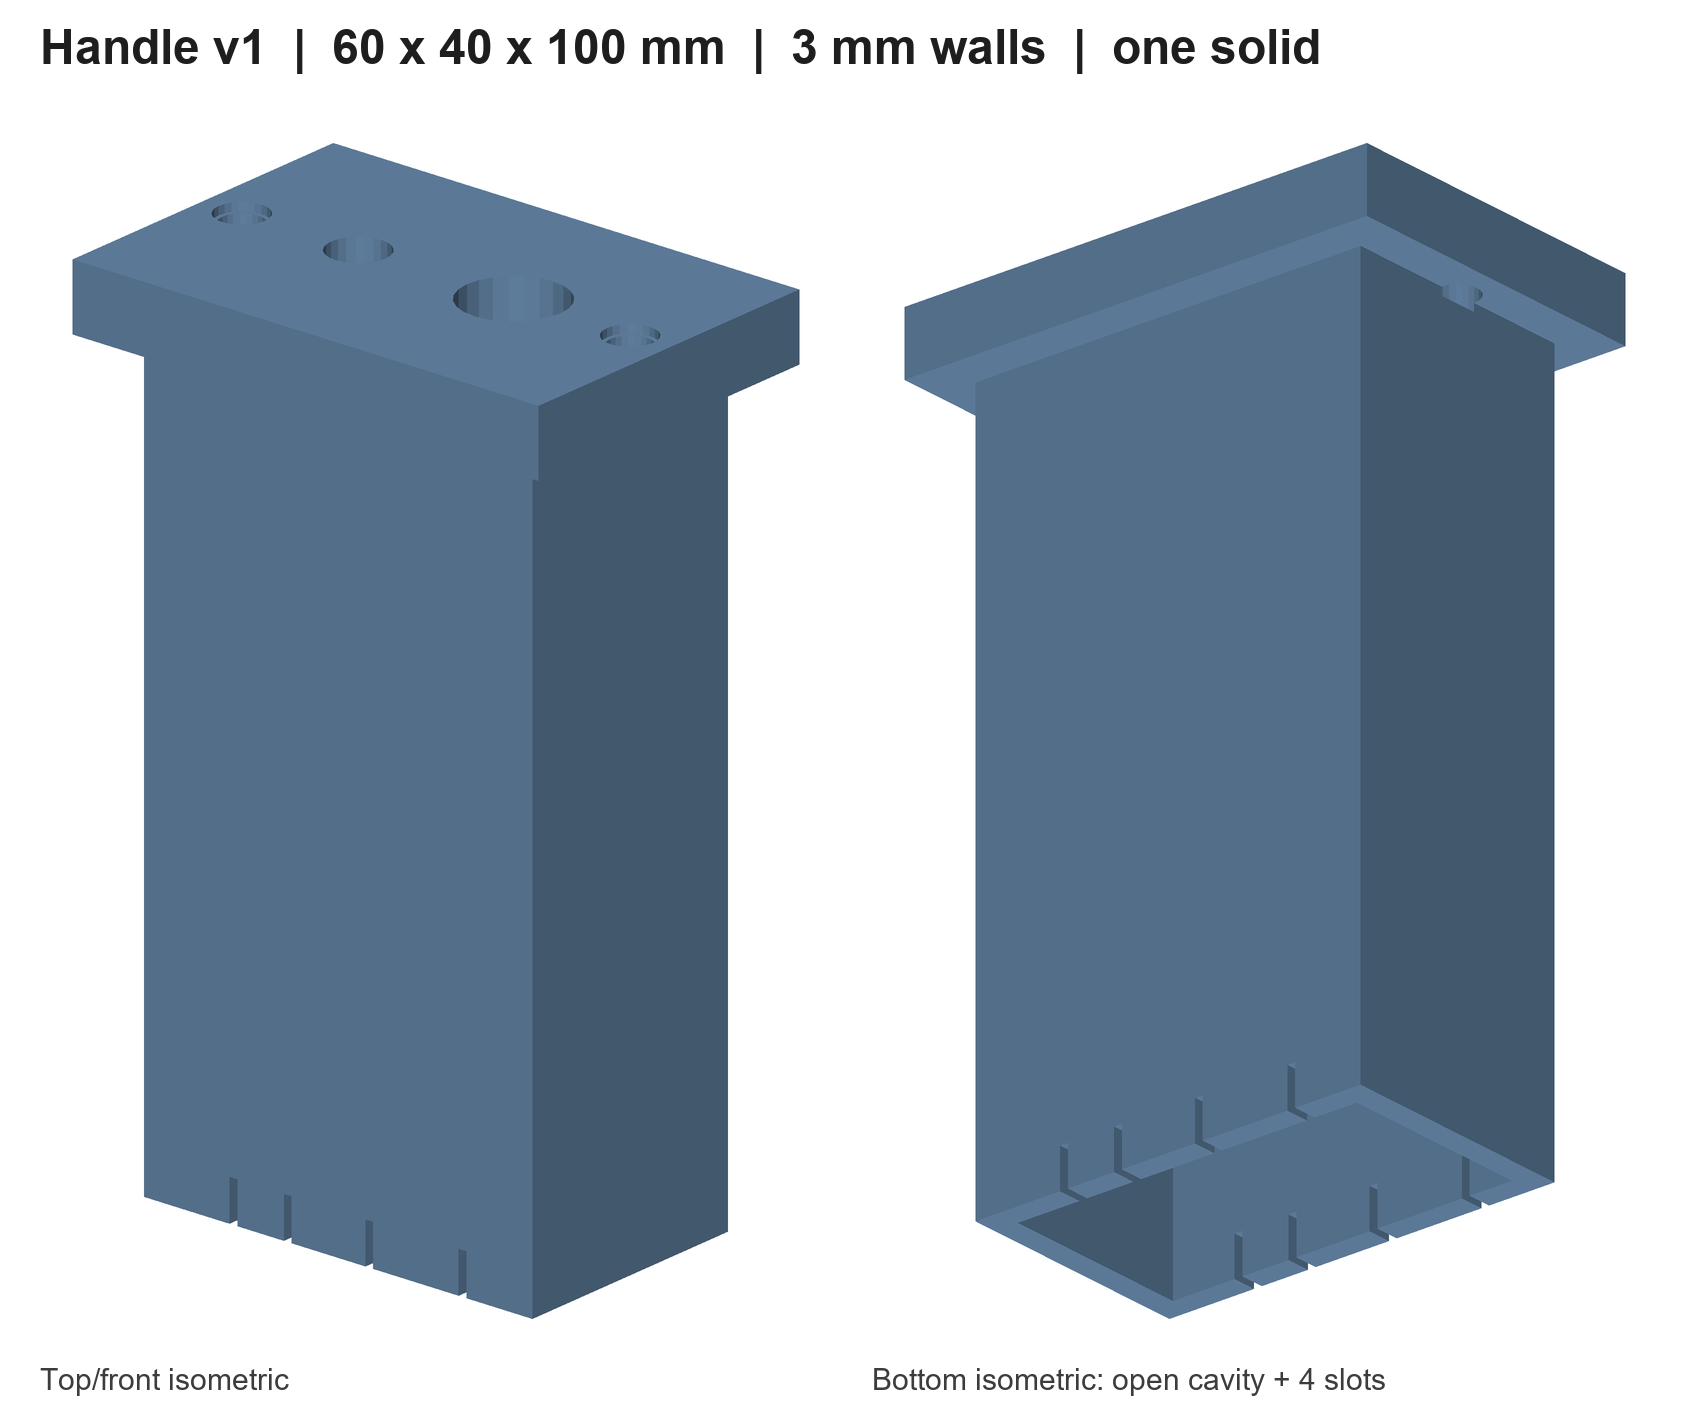 Handle v1 | 60 x 40 x 100 mm | 3 mm walls | one solid
Top/front isometric
Bottom isometric: open cavity + 4 slots